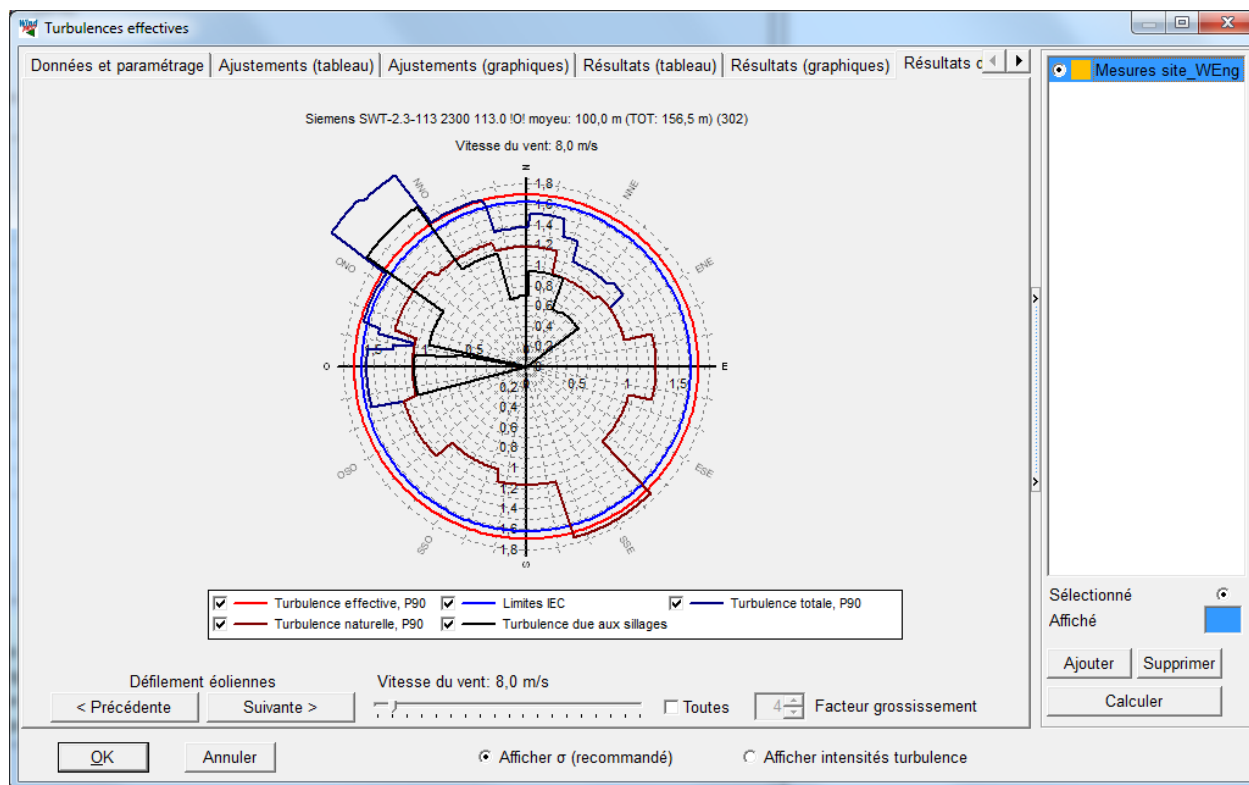 Turbulences effectives
Données et paramétrage Ajustements (tableau) Ajustements (graphiques) Résultats (tableau) Résultats (graphiques) Résultats
Mesures site_WEng
Siemens SWT-2.3-113 2300 113.0 !O! moyeu: 100,0 m (TOT: 156,5 m) (302)
Vitesse du vent: 8,0 m/s
N
NNO NNE
1,8
1,6
1,4
1,2
1
ONO ENE
0,8
0,6
0,4
0,2
O 1,5 1 0,5 0 0,5 1 1,5 E
0,2
0,4
0,6
0,8
OSO ESE
1
1,2
1,4
1,6
1,8
SSO SSE
S
Turbulence effective, P90 Limites IEC Turbulence totale, P90
Turbulence naturelle, P90 Turbulence due aux sillages
Sélectionné
Affiché
Ajouter Supprimer
Calculer
Défilement éoliennes Vitesse du vent: 8,0 m/s
< Précédente Suivante > Toutes 4 Facteur grossissement
OK Annuler Afficher σ (recommandé) Afficher intensités turbulence